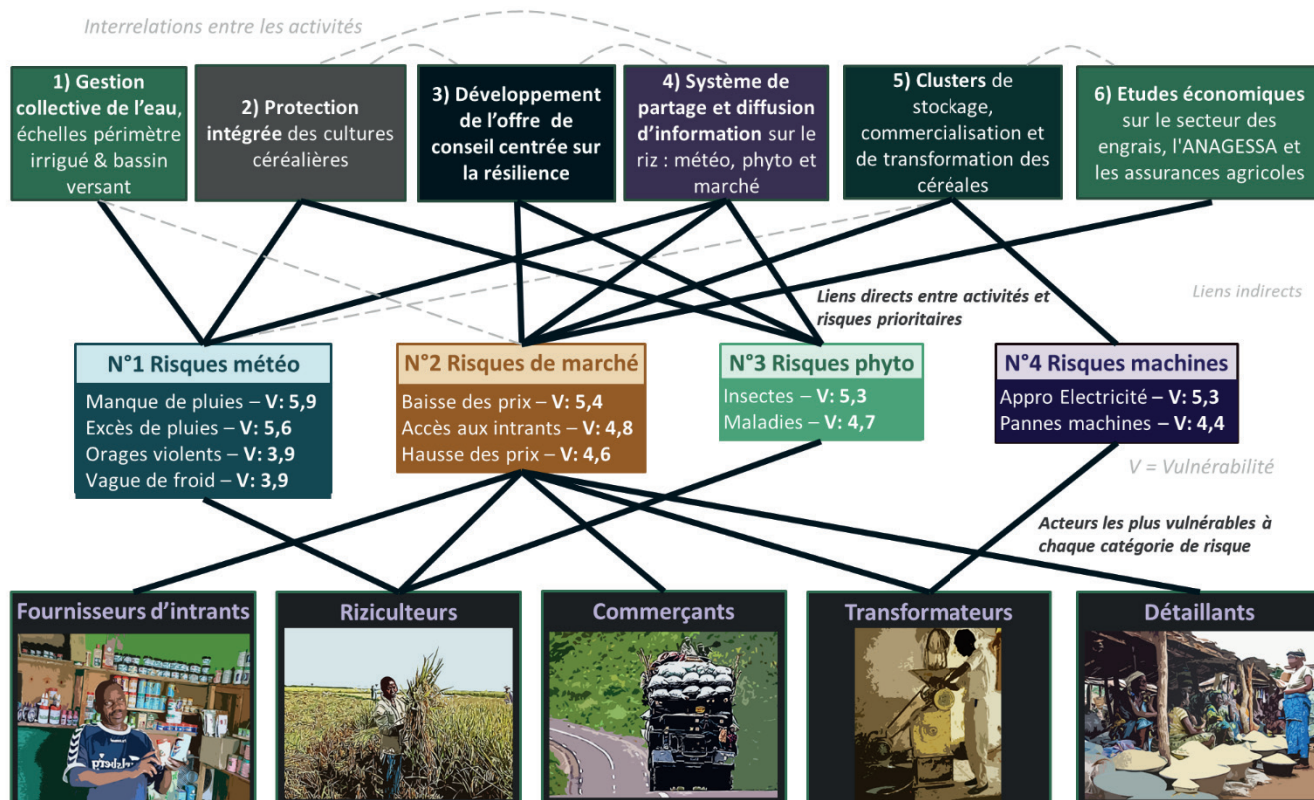 Interrelations entre les activités
1) Gestion
collective de l'eau,
échelles périmètre
irrigué & bassin
versant
2) Protection
intégrée des cultures
céréalières
3) Développement
de l'offre de
conseil centrée sur
la résilience
4) Système de
partage et diffusion
d'information sur le
riz : météo, phyto et
marché
5) Clusters de
stockage,
commercialisation et
de transformation des
céréales
6) Etudes économiques
sur le secteur des
engrais, l'ANAGESSA et
les assurances agricoles
Liens directs entre activités et
risques prioritaires
Liens indirects
N°1 Risques météo
Manque de pluies – V: 5,9
Excès de pluies – V: 5,6
Orages violents – V: 3,9
Vague de froid – V: 3,9
N°2 Risques de marché
Baisse des prix – V: 5,4
Accès aux intrants – V: 4,8
Hausse des prix – V: 4,6
N°3 Risques phyto
Insectes – V: 5,3
Maladies – V: 4,7
N°4 Risques machines
Appro Electricité – V: 5,3
Pannes machines – V: 4,4
V = Vulnérabilité
Acteurs les plus vulnérables à
chaque catégorie de risque
Fournisseurs d'intrants
Riziculteurs
Commerçants
Transformateurs
Détaillants